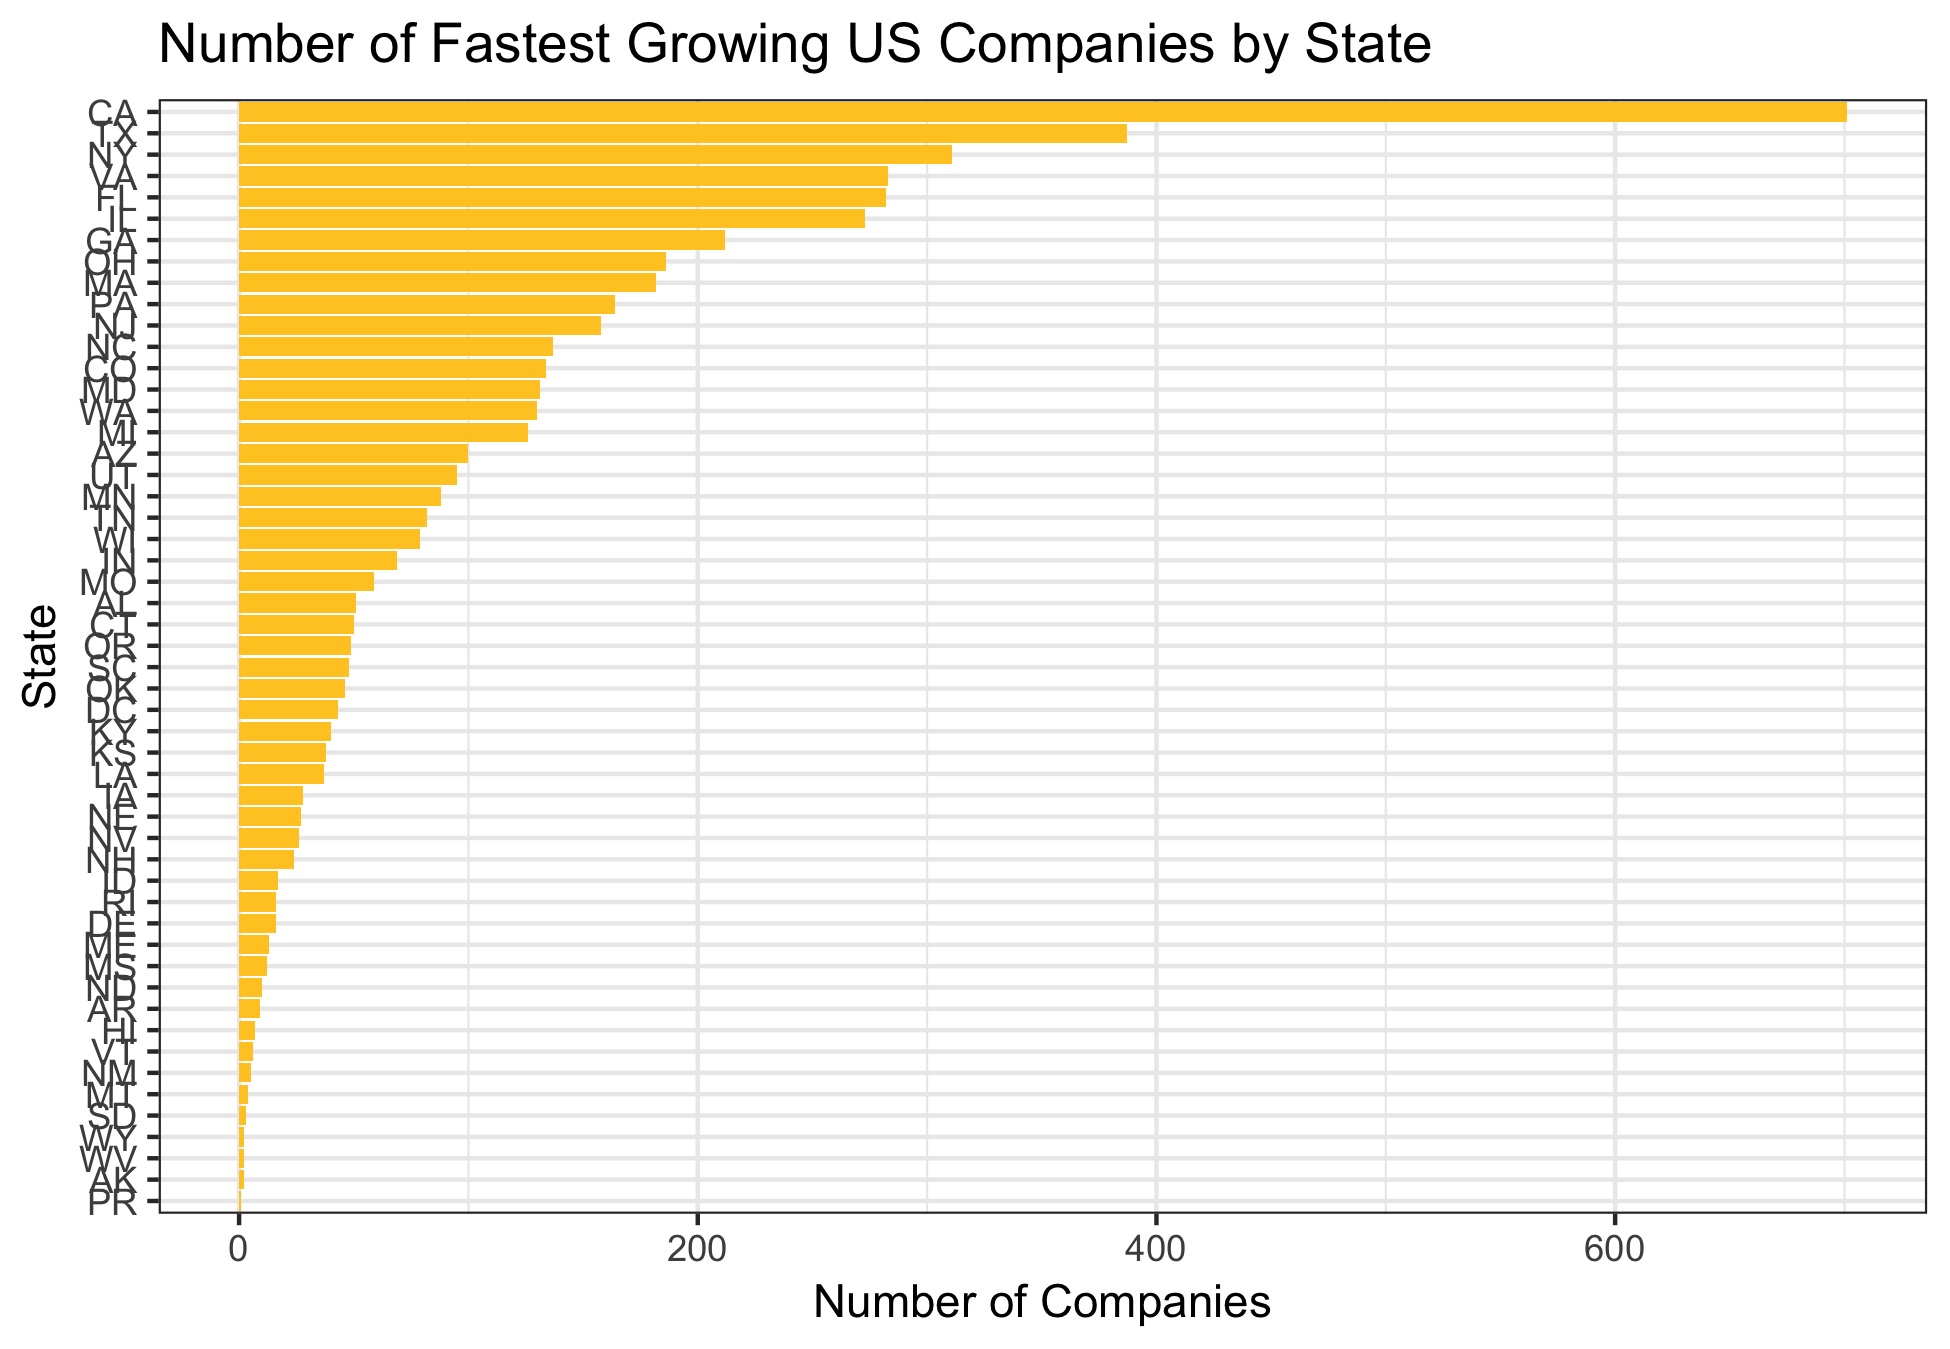 Number of Fastest Growing US Companies by State
CA
TX
NY
VA
FL
IL
GA
OH
MA
PA
NJ
NC
CO
MD
WA
MI
AZ
UT
MN
TN
WI
IN
MO
AL
CT
OR
SC
OK
DC
KY
KS
LA
IA
NE
NV
NH
ID
RI
DE
ME
MS
ND
AR
HI
VT
NM
MT
SD
WY
WV
AK
PR
State
0 200 400 600
Number of Companies